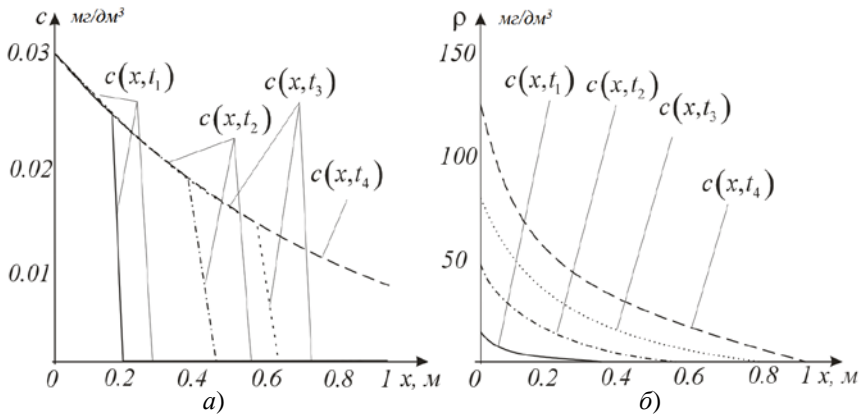 c мг/дм³
0.03
0.02
0.01
c(x,t₁)
c(x,t₂)
c(x,t₃)
c(x,t₄)
0 0.2 0.4 0.6 0.8 1 x, м
а)
ρ мг/дм³
150
100
50
c(x,t₁)
c(x,t₂)
c(x,t₃)
c(x,t₄)
0 0.2 0.4 0.6 0.8 1 x, м
б)